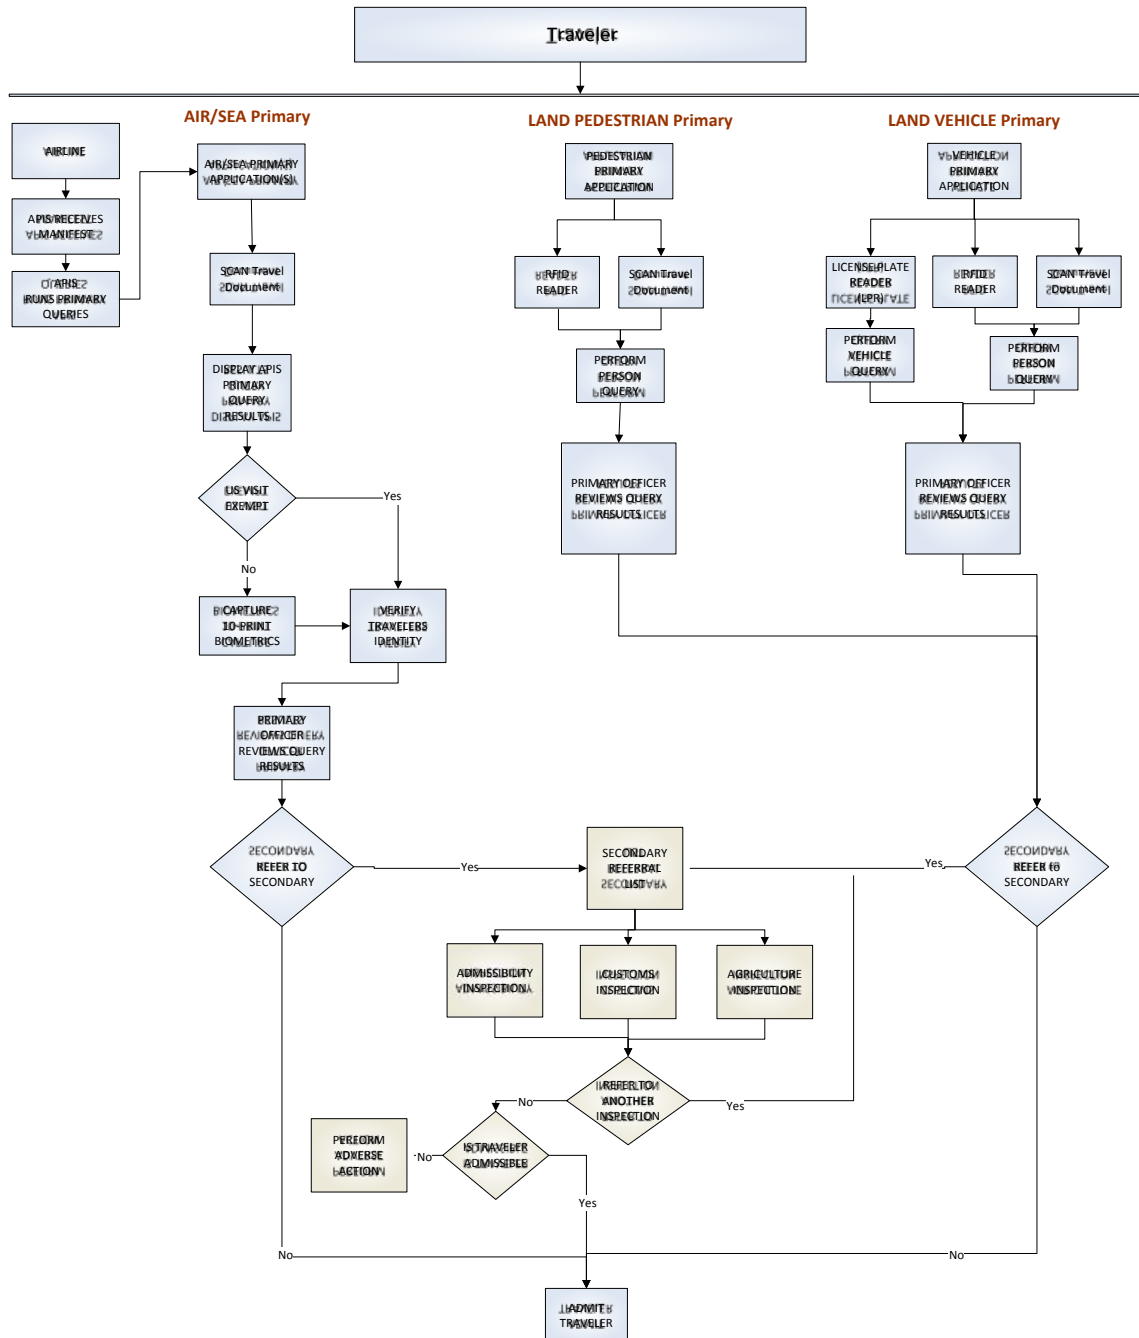 Traveler
AIR/SEA Primary
LAND PEDESTRIAN Primary
LAND VEHICLE Primary
AIRLINE
APIS RECEIVES
MANIFEST
APIS
RUNS PRIMARY
QUERIES
AIR/SEA PRIMARY
APPLICATION(S)
SCAN Travel
Document
DISPLAY APIS
PRIMARY
QUERY
RESULTS
US VISIT
EXEMPT
Yes
No
CAPTURE
10-PRINT
BIOMETRICS
VERIFY
TRAVELERS
IDENTITY
PRIMARY
OFFICER
REVIEWS QUERY
RESULTS
REFER TO
SECONDARY
Yes
No
PEDESTRIAN
PRIMARY
APPLICATION
RFID
READER
SCAN Travel
Document
PERFORM
PERSON
QUERY
PRIMARY OFFICER
REVIEWS QUERY
RESULTS
VEHICLE
PRIMARY
APPLICATION
LICENSE PLATE
READER
(LPR)
RFID
READER
SCAN Travel
Document
PERFORM
VEHICLE
QUERY
PERFORM
PERSON
QUERY
PRIMARY OFFICER
REVIEWS QUERY
RESULTS
REFER to
SECONDARY
Yes
No
SECONDARY
REFERRAL
LIST
ADMISSIBILITY
INSPECTION
CUSTOMS
INSPECTION
AGRICULTURE
INSPECTION
REFER TO
ANOTHER
INSPECTION
No
Yes
IS TRAVELER
ADMISSIBLE
No
Yes
PERFORM
ADVERSE
ACTION
ADMIT
TRAVELER